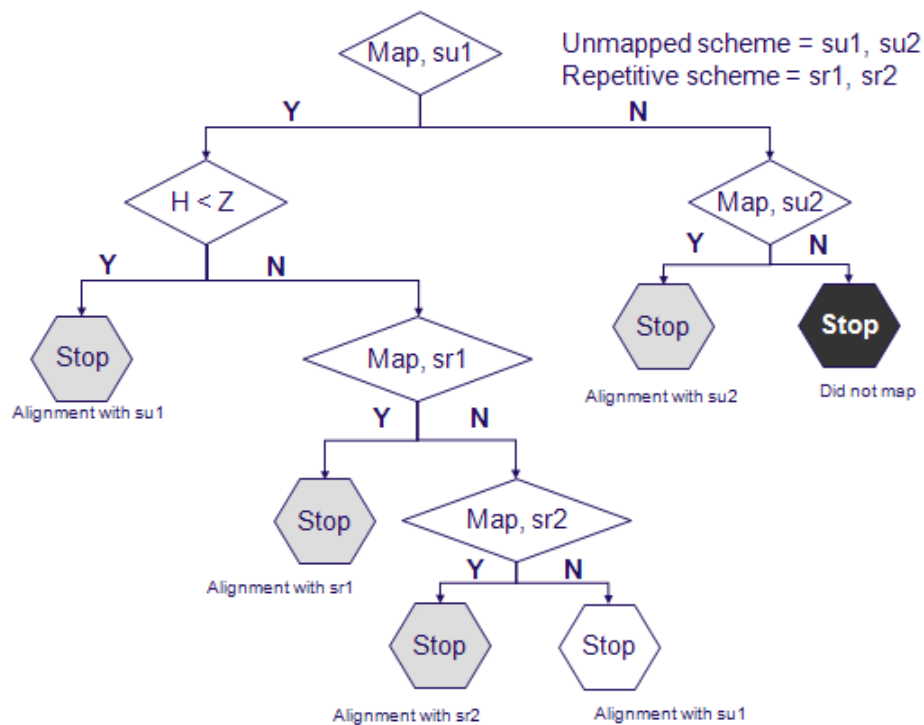 Map, su1
Unmapped scheme = su1, su2
Repetitive scheme = sr1, sr2
Y
N
H < Z
Map, su2
Y
N
Y
N
Stop
Map, sr1
Stop
Stop
Alignment with su1
Alignment with su2
Did not map
Y
N
Stop
Map, sr2
Alignment with sr1
Y
N
Stop
Stop
Alignment with sr2
Alignment with su1